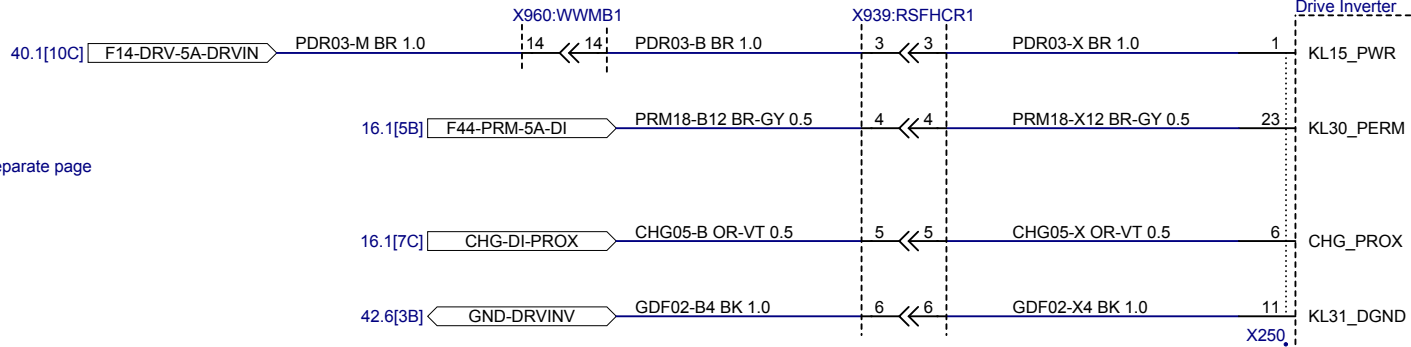 Drive Inverter
X960:WWMB1 X939:RSFHCR1
40.1[10C] F14-DRV-5A-DRVIN PDR03-M BR 1.0 14 14 PDR03-B BR 1.0 3 3 PDR03-X BR 1.0 1 KL15_PWR
16.1[5B] F44-PRM-5A-DI PRM18-B12 BR-GY 0.5 4 4 PRM18-X12 BR-GY 0.5 23 KL30_PERM
eparate page
16.1[7C] CHG-DI-PROX CHG05-B OR-VT 0.5 5 5 CHG05-X OR-VT 0.5 6 CHG_PROX
42.6[3B] GND-DRVINV GDF02-B4 BK 1.0 6 6 GDF02-X4 BK 1.0 11 KL31_DGND
X250